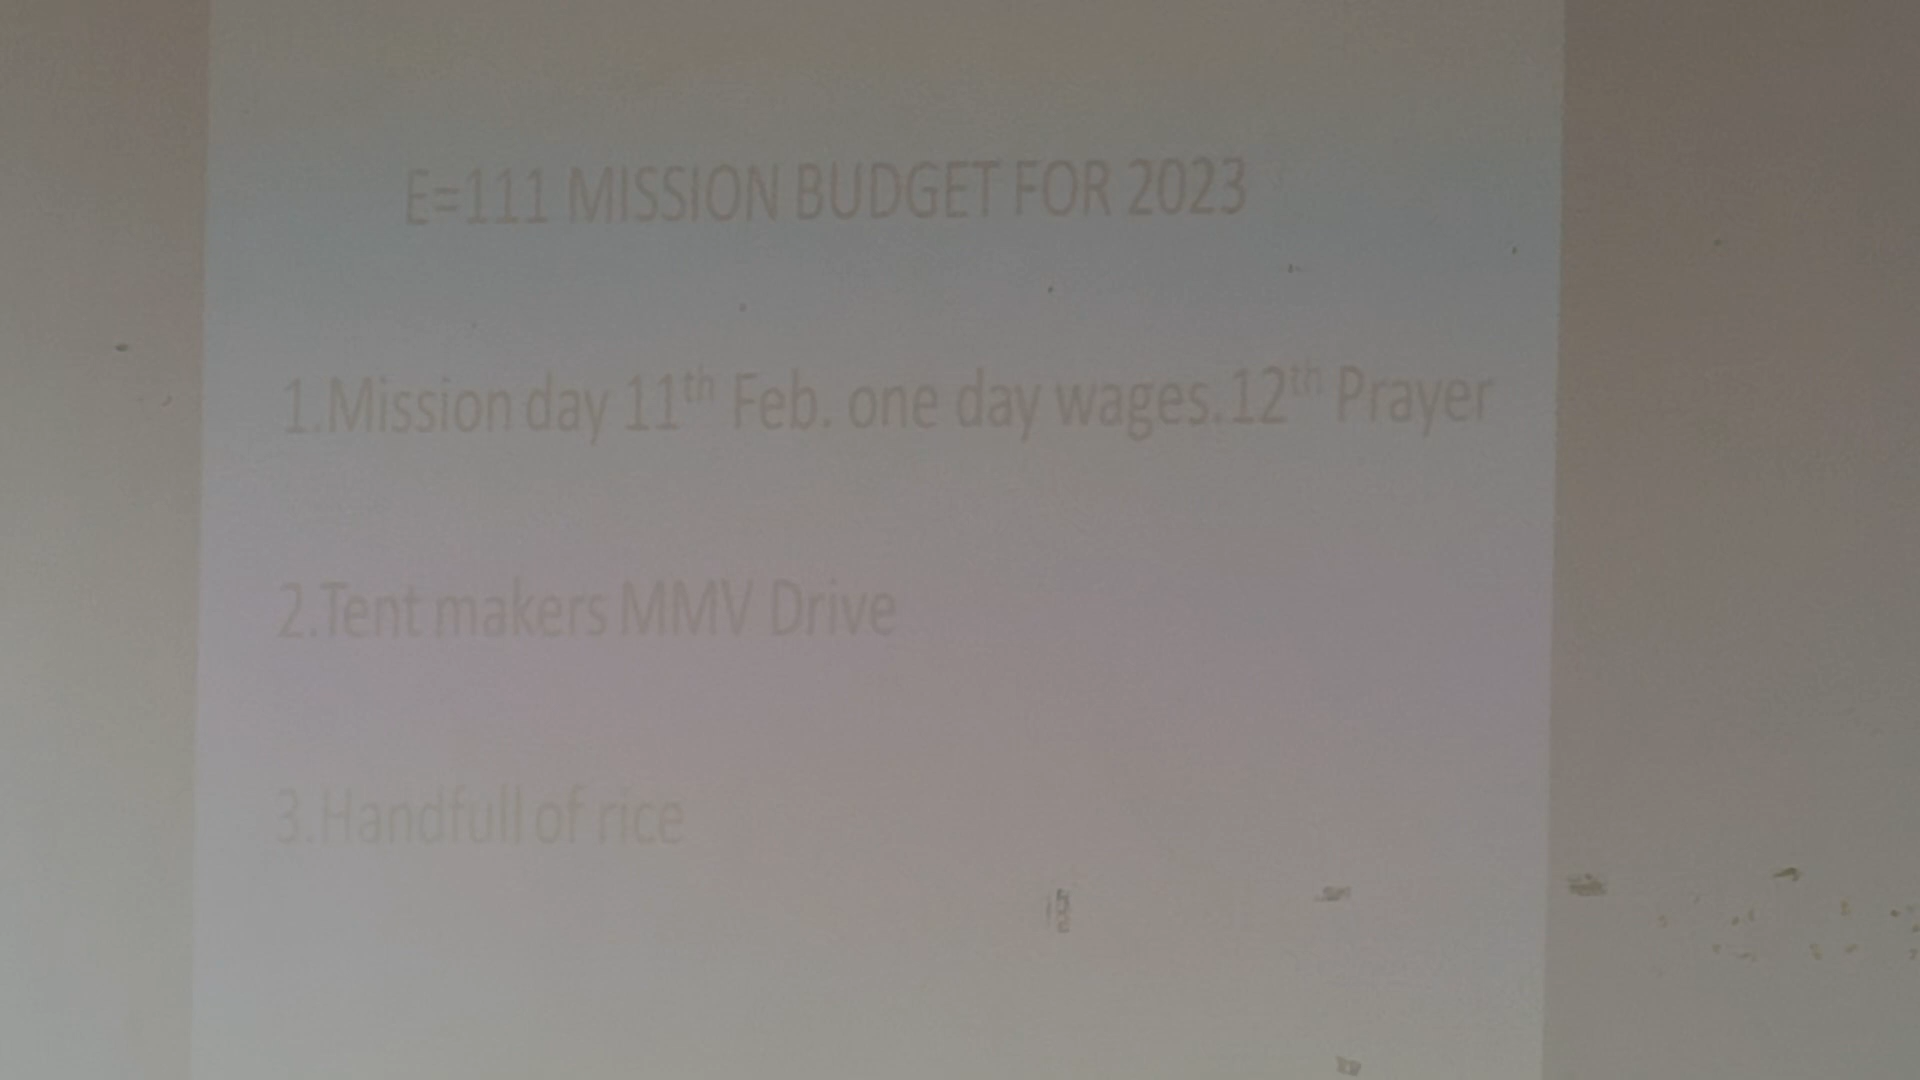 E=111 MISSION BUDGET FOR 2023
1.Mission day 11th Feb. one day wages.12th Prayer
2.Tent makers MMV Drive
3.Handfull of rice